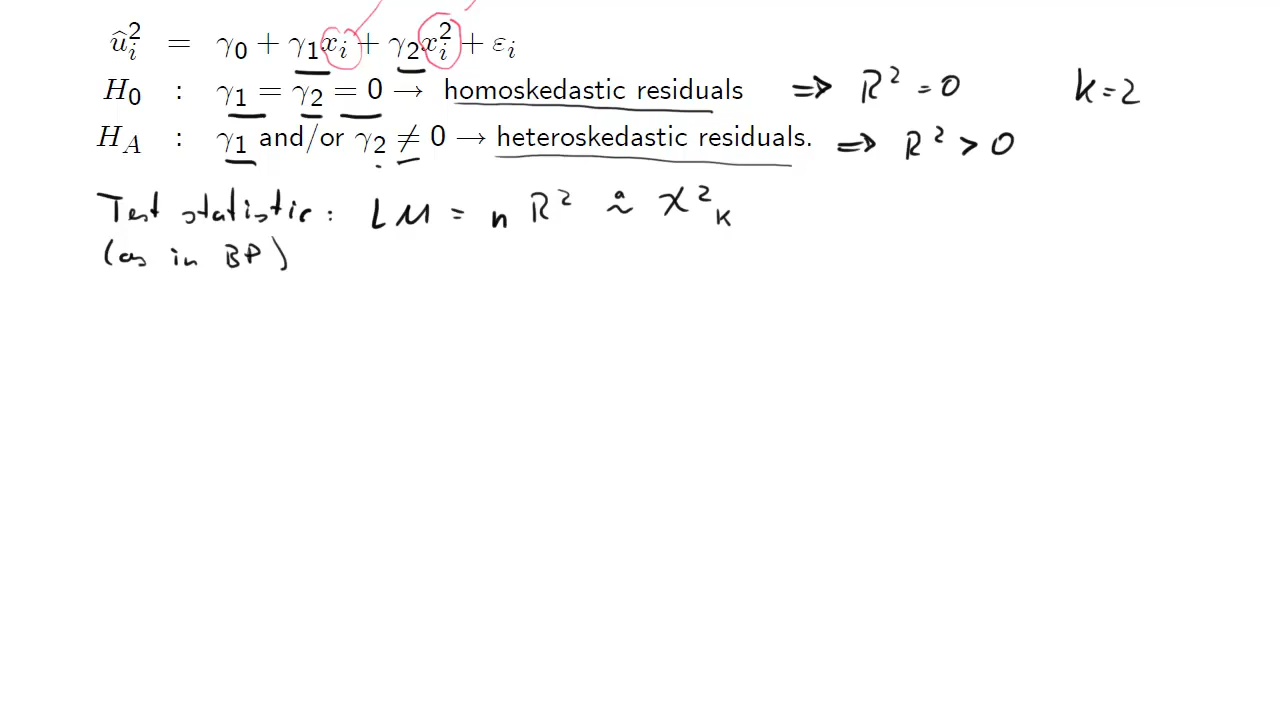 û²ᵢ = γ₀ + γ₁xᵢ + γ₂x²ᵢ + εᵢ
H₀ : γ₁ = γ₂ = 0 → homoskedastic residuals ⇒ R² = 0 k=2
H_A : γ₁ and/or γ₂ ≠ 0 → heteroskedastic residuals. ⇒ R² > 0
Test statistic: LM = n R² ~ᵃ χ²ₖ
(as in BP)